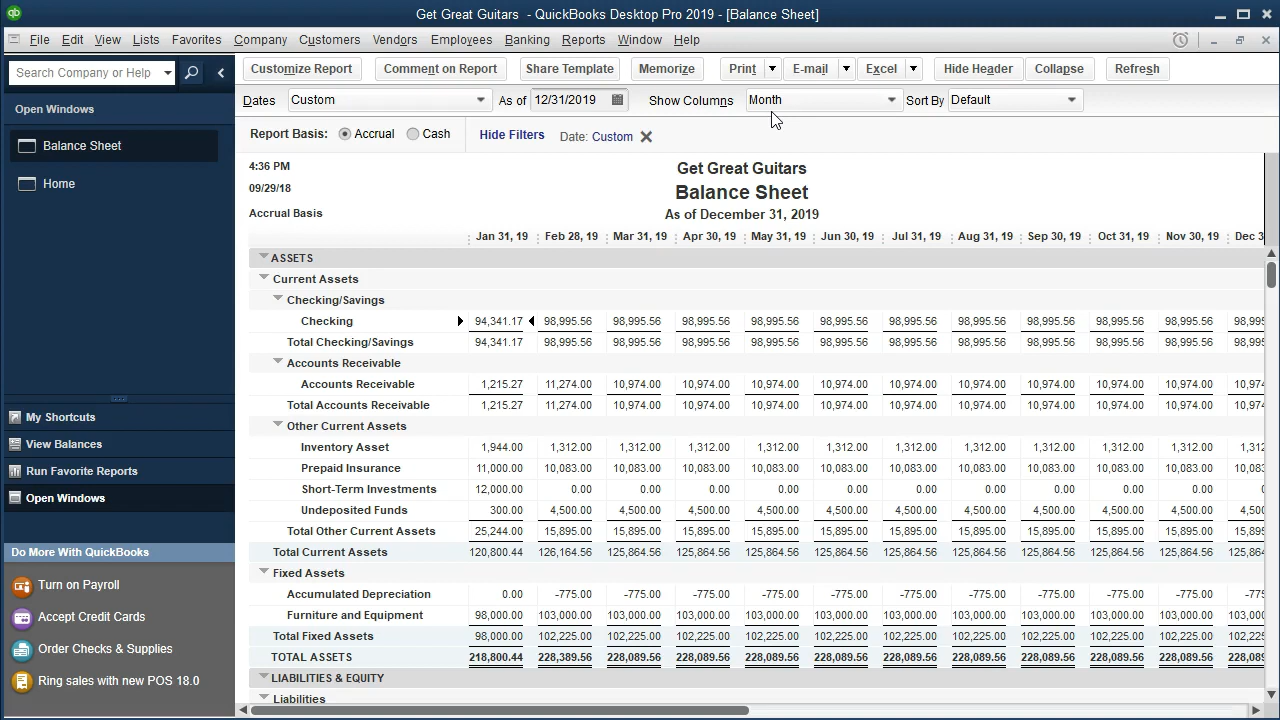 Get Great Guitars - QuickBooks Desktop Pro 2019 - [Balance Sheet]
File Edit View Lists Favorites Company Customers Vendors Employees Banking Reports Window Help
Search Company or Help
Customize Report Comment on Report Share Template Memorize Print E-mail Excel Hide Header Collapse Refresh
Open Windows
Dates Custom As of 12/31/2019 Show Columns Month Sort By Default
Balance Sheet
Report Basis: Accrual Cash Hide Filters Date: Custom
Home
4:36 PM Get Great Guitars
09/29/18 Balance Sheet
Accrual Basis As of December 31, 2019
Jan 31, 19 Feb 28, 19 Mar 31, 19 Apr 30, 19 May 31, 19 Jun 30, 19 Jul 31, 19 Aug 31, 19 Sep 30, 19 Oct 31, 19 Nov 30, 19 Dec 3
ASSETS
Current Assets
Checking/Savings
Checking 94,341.17 98,995.56 98,995.56 98,995.56 98,995.56 98,995.56 98,995.56 98,995.56 98,995.56 98,995.56 98,995.56 98,995
Total Checking/Savings 94,341.17 98,995.56 98,995.56 98,995.56 98,995.56 98,995.56 98,995.56 98,995.56 98,995.56 98,995.56 98,995.56 98,995
Accounts Receivable
Accounts Receivable 1,215.27 11,274.00 10,974.00 10,974.00 10,974.00 10,974.00 10,974.00 10,974.00 10,974.00 10,974.00 10,974.00 10,974
Total Accounts Receivable 1,215.27 11,274.00 10,974.00 10,974.00 10,974.00 10,974.00 10,974.00 10,974.00 10,974.00 10,974.00 10,974.00 10,974
Other Current Assets
Inventory Asset 1,944.00 1,312.00 1,312.00 1,312.00 1,312.00 1,312.00 1,312.00 1,312.00 1,312.00 1,312.00 1,312.00 1,312
Prepaid Insurance 11,000.00 10,083.00 10,083.00 10,083.00 10,083.00 10,083.00 10,083.00 10,083.00 10,083.00 10,083.00 10,083.00 10,083
Short-Term Investments 12,000.00 0.00 0.00 0.00 0.00 0.00 0.00 0.00 0.00 0.00 0.00 0
Undeposited Funds 300.00 4,500.00 4,500.00 4,500.00 4,500.00 4,500.00 4,500.00 4,500.00 4,500.00 4,500.00 4,500.00 4,500
Total Other Current Assets 25,244.00 15,895.00 15,895.00 15,895.00 15,895.00 15,895.00 15,895.00 15,895.00 15,895.00 15,895.00 15,895.00 15,895
Total Current Assets 120,800.44 126,164.56 125,864.56 125,864.56 125,864.56 125,864.56 125,864.56 125,864.56 125,864.56 125,864.56 125,864.56 125,864
Fixed Assets
Accumulated Depreciation 0.00 -775.00 -775.00 -775.00 -775.00 -775.00 -775.00 -775.00 -775.00 -775.00 -775.00 -775
Furniture and Equipment 98,000.00 103,000.00 103,000.00 103,000.00 103,000.00 103,000.00 103,000.00 103,000.00 103,000.00 103,000.00 103,000.00 103,000
Total Fixed Assets 98,000.00 102,225.00 102,225.00 102,225.00 102,225.00 102,225.00 102,225.00 102,225.00 102,225.00 102,225.00 102,225.00 102,225
TOTAL ASSETS 218,800.44 228,389.56 228,089.56 228,089.56 228,089.56 228,089.56 228,089.56 228,089.56 228,089.56 228,089.56 228,089.56 228,089
LIABILITIES & EQUITY
Liabilities
My Shortcuts
View Balances
Run Favorite Reports
Open Windows
Do More With QuickBooks
Turn on Payroll
Accept Credit Cards
Order Checks & Supplies
Ring sales with new POS 18.0